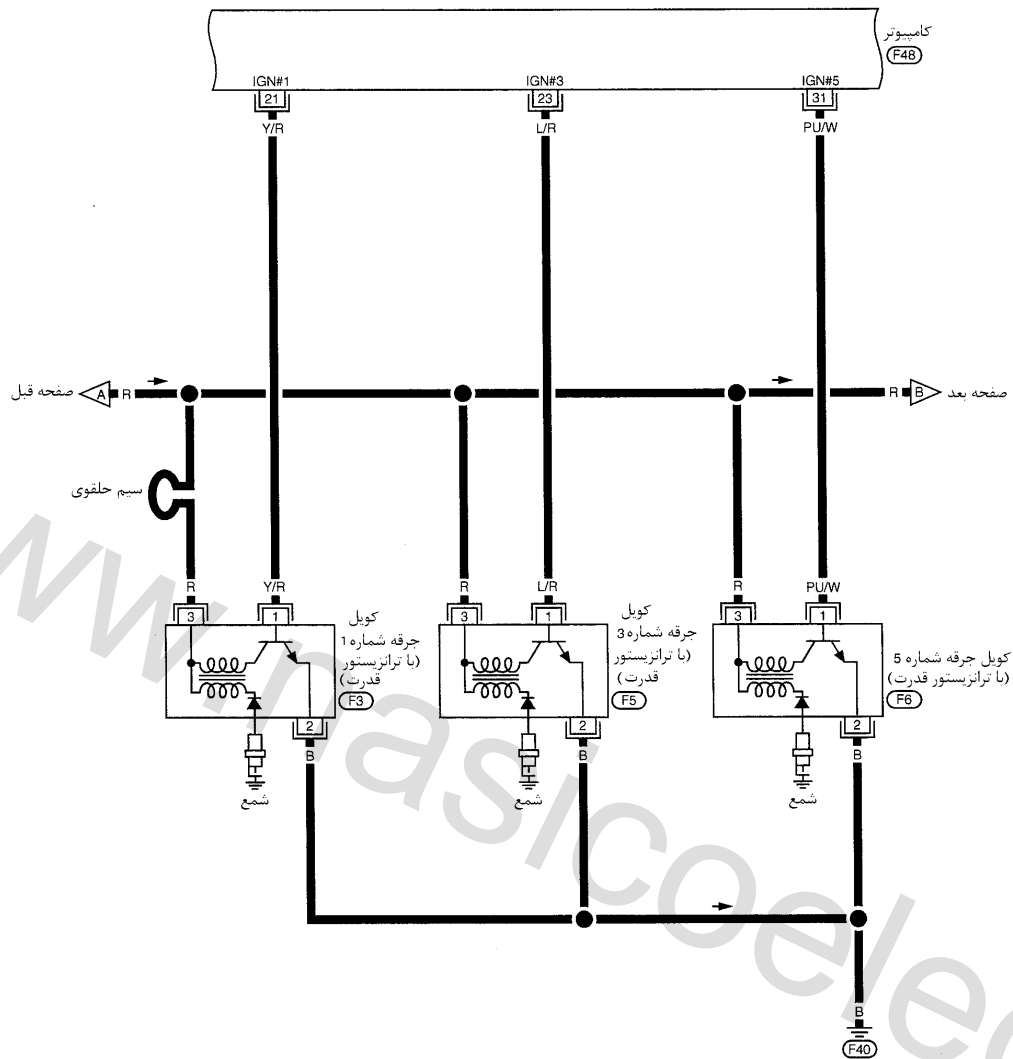 کامپیوتر
F48
IGN#1
IGN#3
IGN#5
21
23
31
Y/R
L/R
PU/W
صفحه قبل
A
R
R
B
صفحه بعد
سیم حلقوی
R
Y/R
R
L/R
R
PU/W
3
1
3
1
3
1
کویل
جرقه شماره 1
(با ترانزیستور
قدرت)
F3
کویل
جرقه شماره 3
(با ترانزیستور
قدرت)
F5
کویل جرقه شماره 5
(با ترانزیستور قدرت)
F6
2
2
2
B
B
B
شمع
شمع
شمع
B
F40
w.nasicoelec